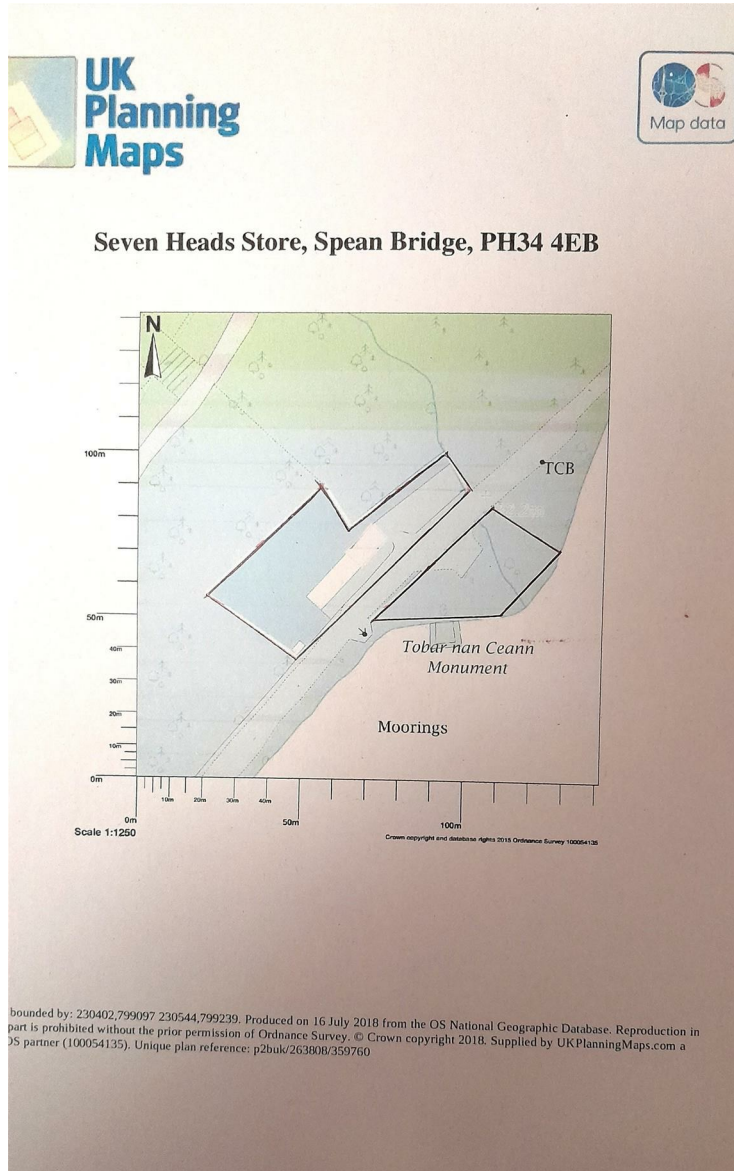 UK
Planning
Maps
Map data
Seven Heads Store, Spean Bridge, PH34 4EB
N
100m
TCB
50m
40m
Tobar nan Ceann
Monument
30m
20m
Moorings
10m
0m
10m 20m 30m 40m
0m 50m 100m
Scale 1:1250
Crown copyright and database rights 2015 Ordnance Survey 100054135
bounded by: 230402,799097 230544,799239. Produced on 16 July 2018 from the OS National Geographic Database. Reproduction in
part is prohibited without the prior permission of Ordnance Survey. © Crown copyright 2018. Supplied by UKPlanningMaps.com a
OS partner (100054135). Unique plan reference: p2buk/263808/359760